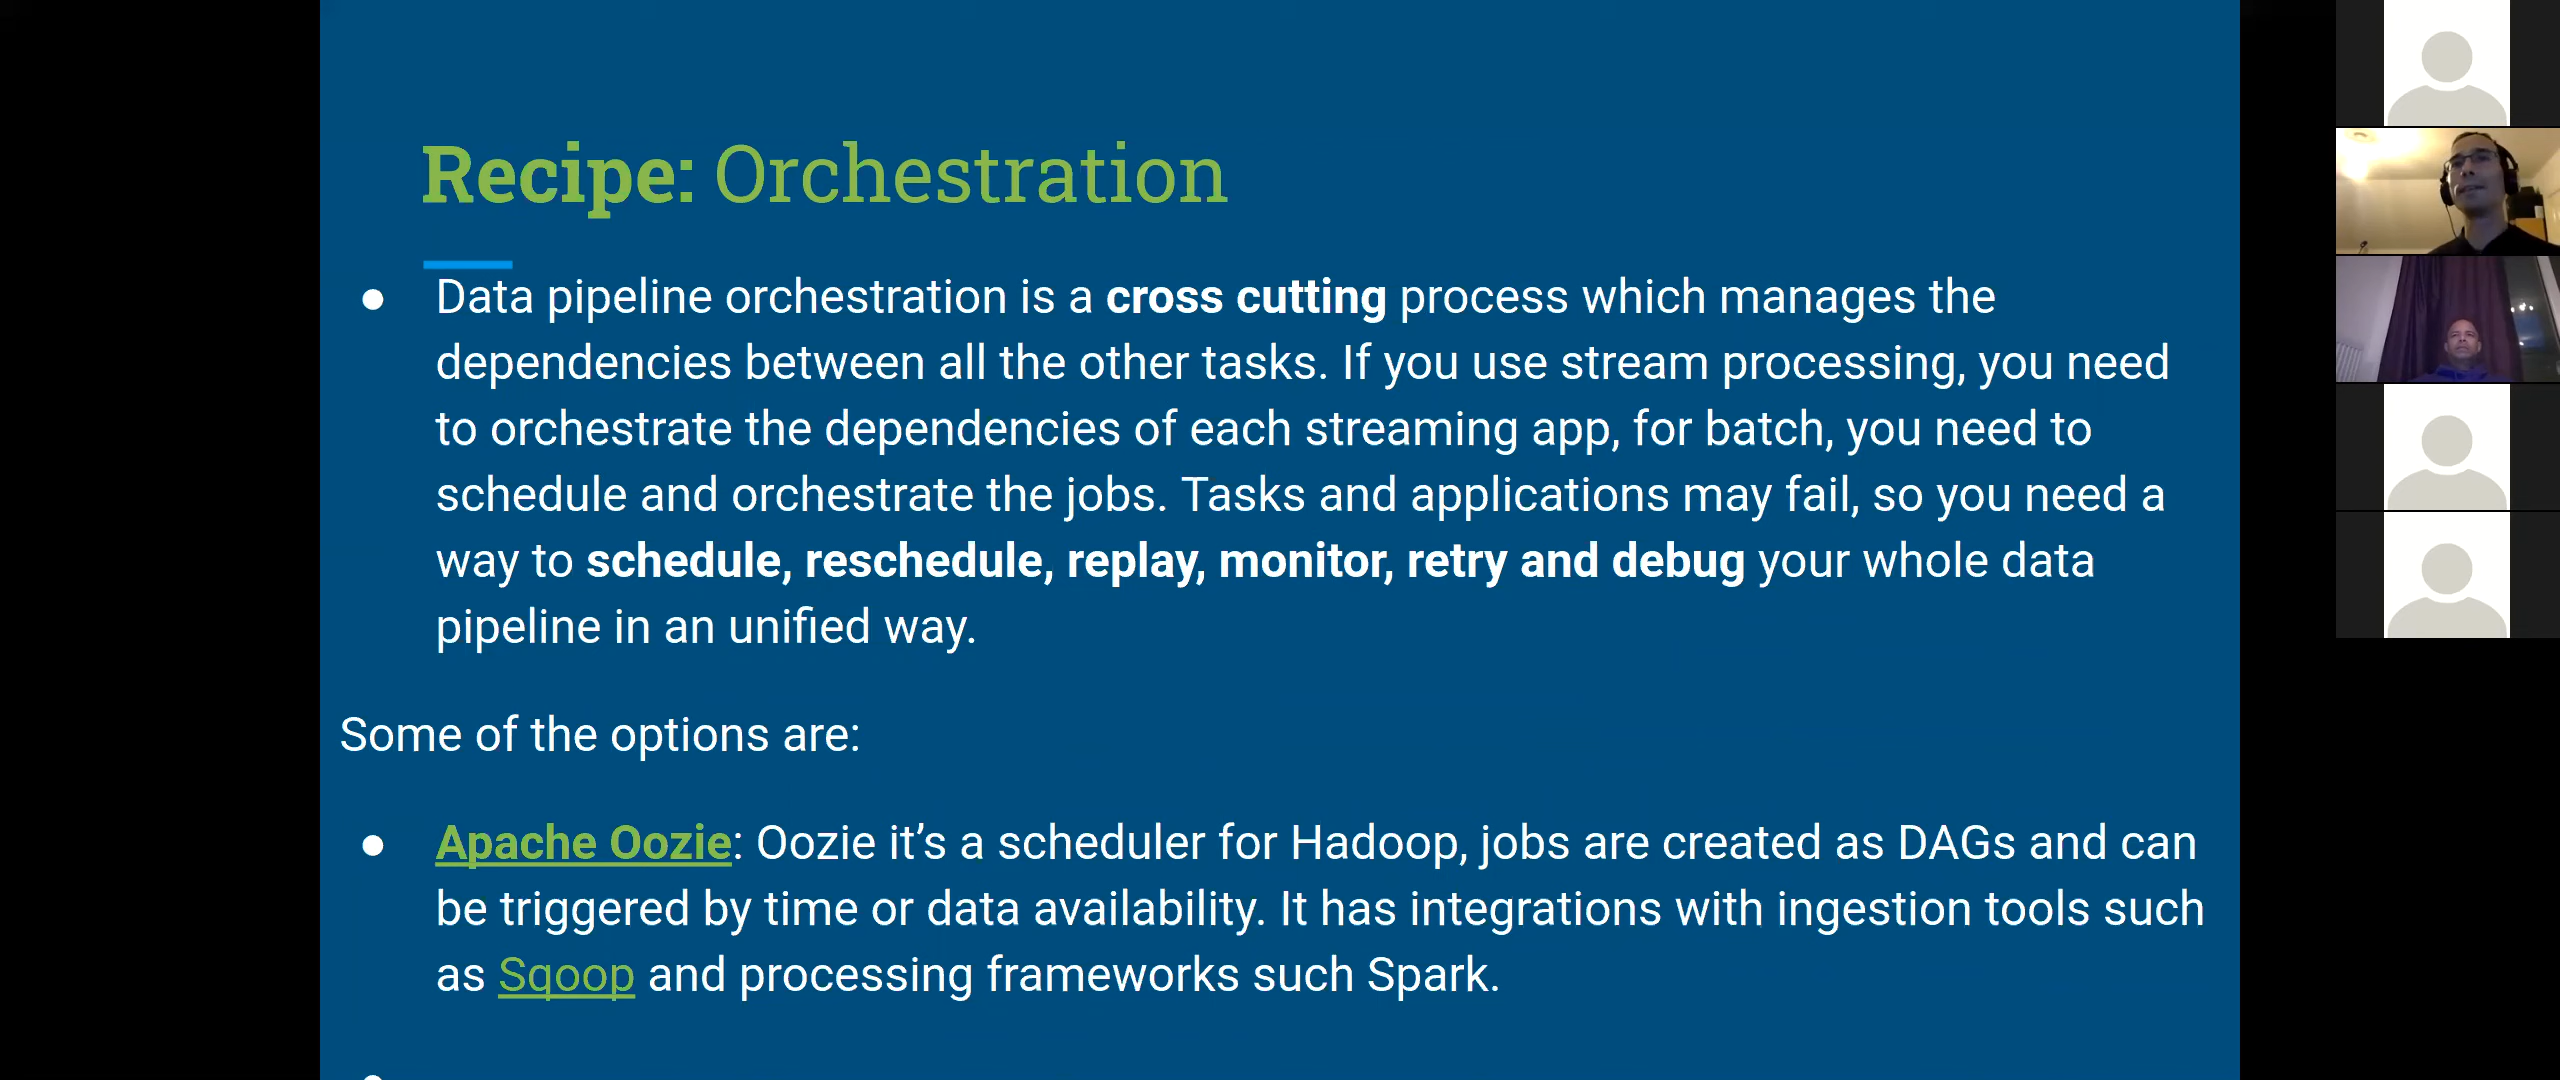 Recipe: Orchestration
Data pipeline orchestration is a cross cutting process which manages the
dependencies between all the other tasks. If you use stream processing, you need
to orchestrate the dependencies of each streaming app, for batch, you need to
schedule and orchestrate the jobs. Tasks and applications may fail, so you need a
way to schedule, reschedule, replay, monitor, retry and debug your whole data
pipeline in an unified way.
Some of the options are:
Apache Oozie: Oozie it’s a scheduler for Hadoop, jobs are created as DAGs and can
be triggered by time or data availability. It has integrations with ingestion tools such
as Sqoop and processing frameworks such Spark.